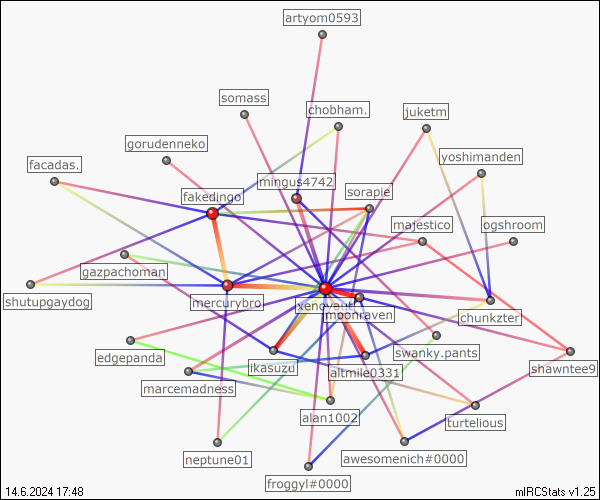 artyom0593
somass
chobham.
juketm
gorudenneko
yoshimanden
facadas.
mingus4742
fakedingo
sorapie
majestico
ogshroom
gazpachoman
shutupgaydog
mercurybro
moonraven
chunkzter
edgepanda
swanky.pants
ikasuzu
altmile0331
shawntee9
marcemadness
alan1002
turtelious
neptune01
awesomenich#0000
froggyl#0000
14.6.2024 17:48
mIRCStats v1.25